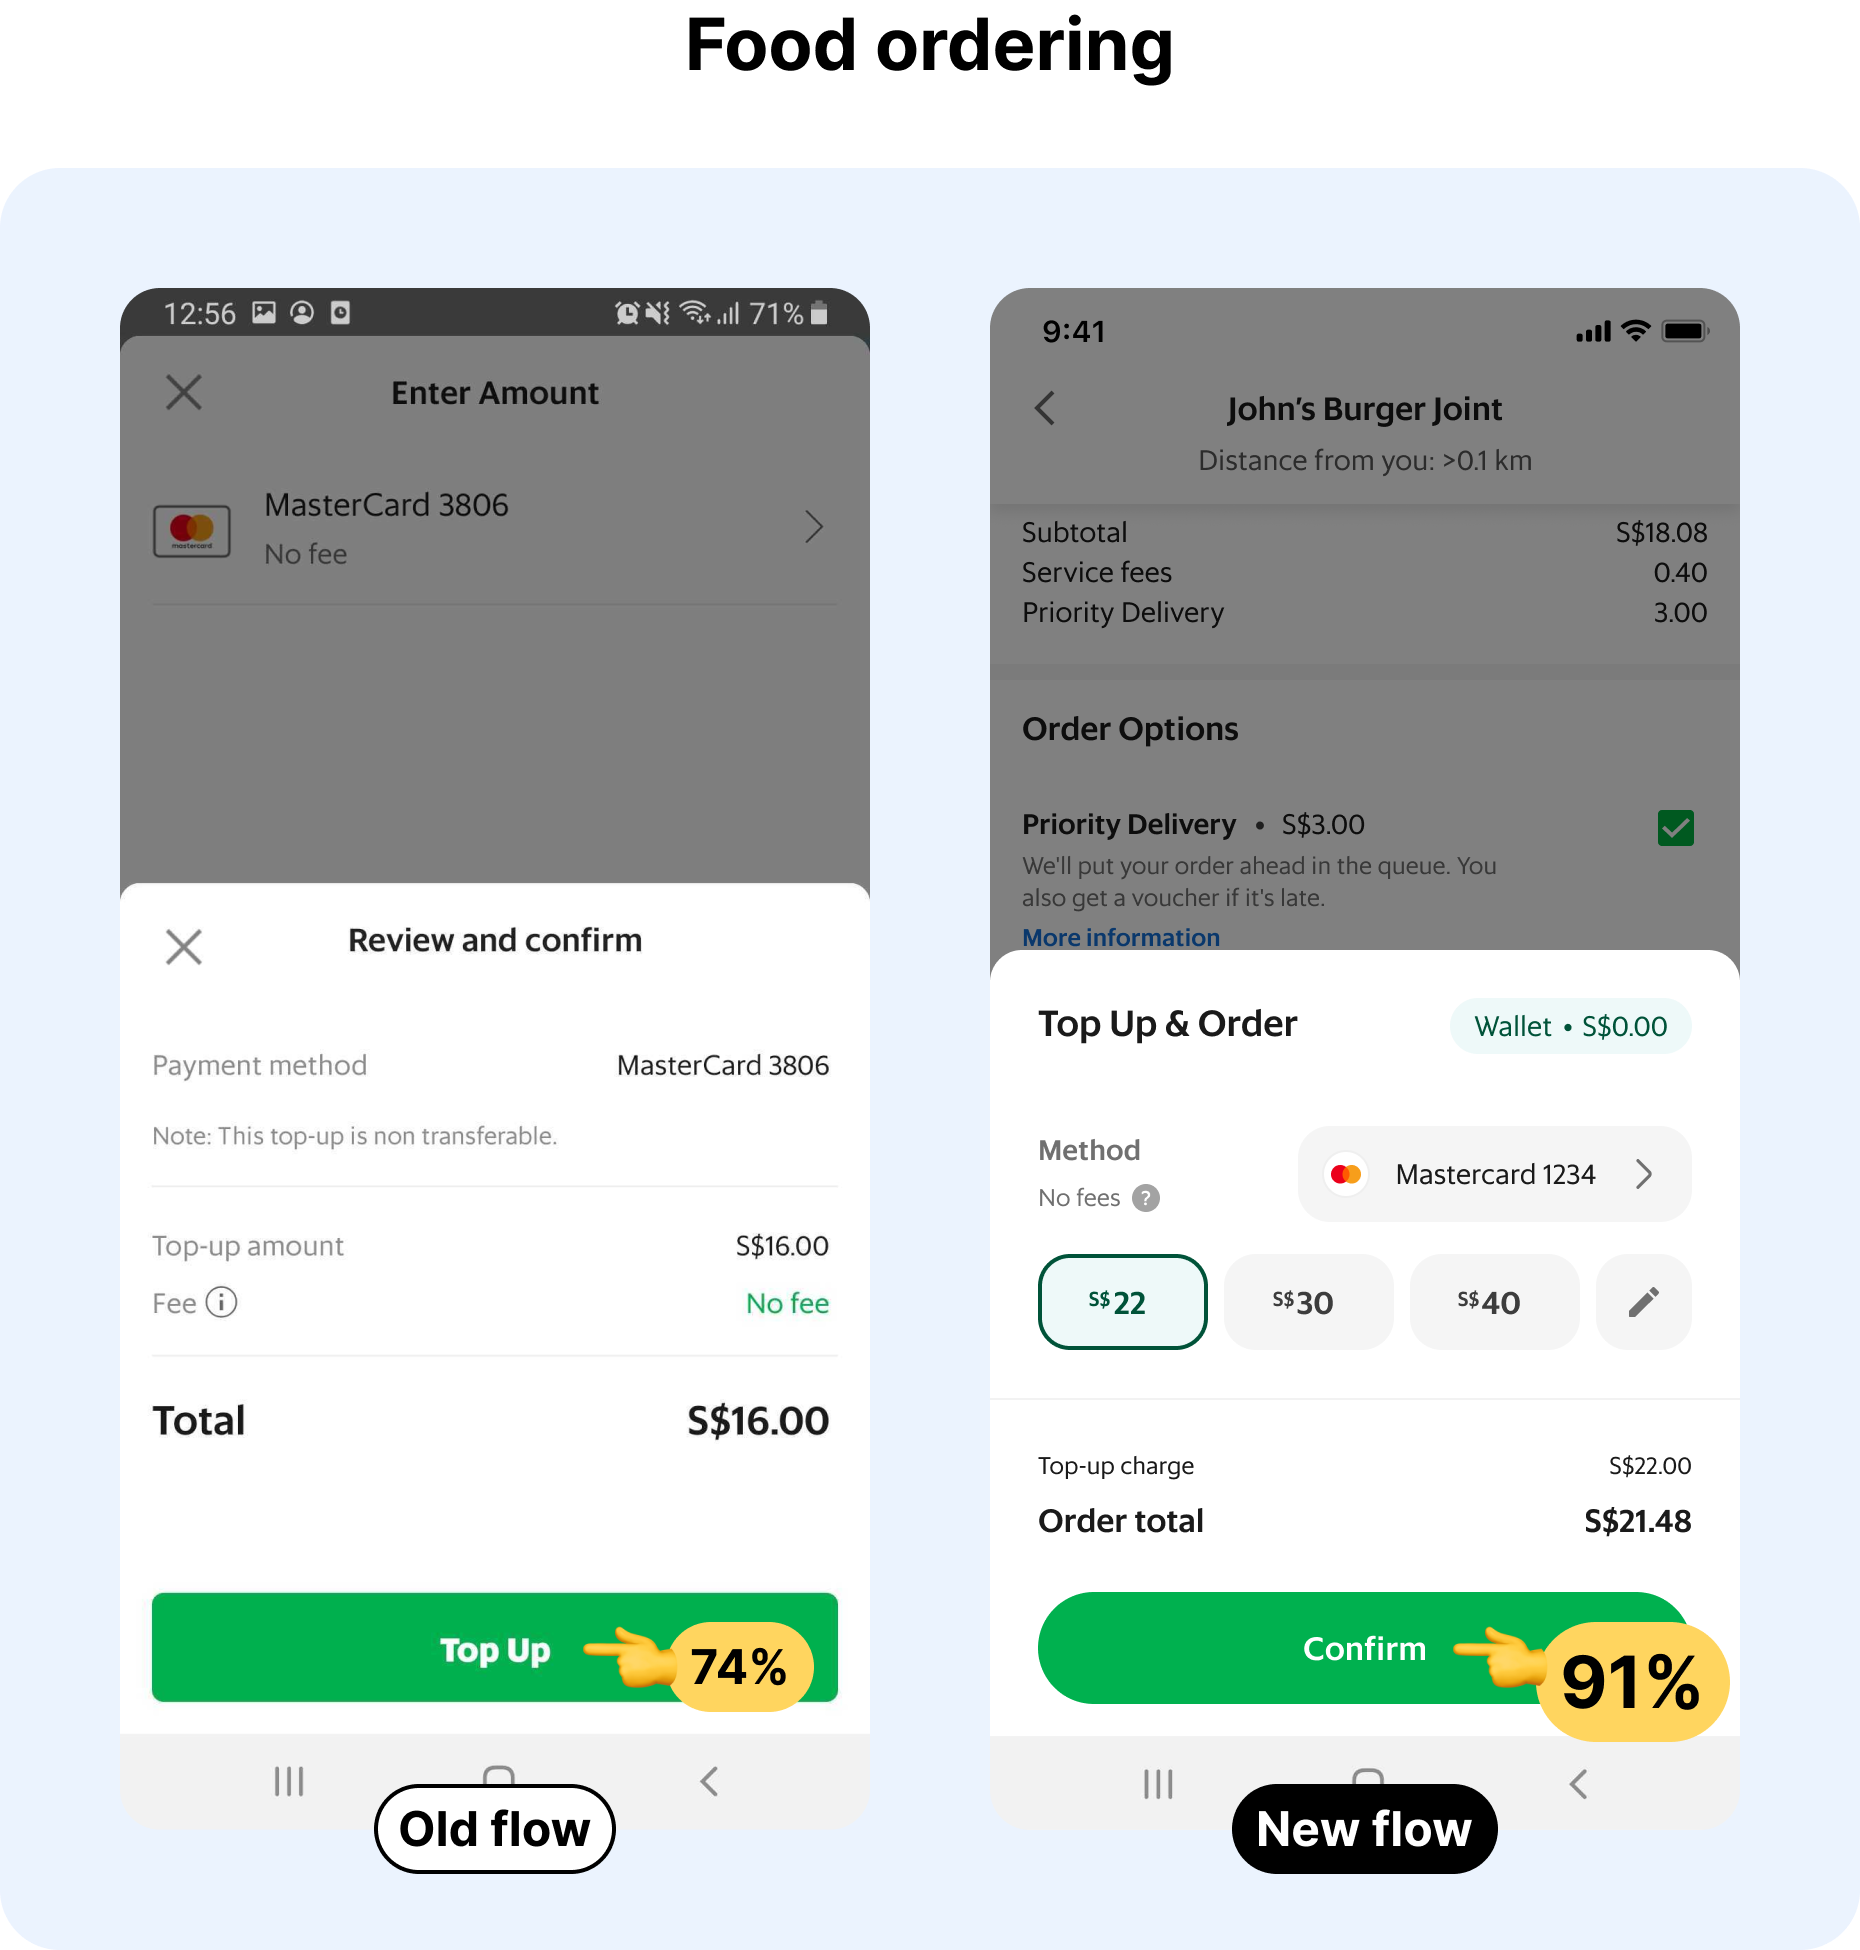 Food ordering
12:56
71%
Enter Amount
MasterCard 3806
mastercard
No fee
Review and confirm
Payment method MasterCard 3806
Note: This top-up is non transferable.
Top-up amount S$16.00
Fee No fee
Total S$16.00
Top Up
74%
Old flow
9:41
John's Burger Joint
Distance from you: >0.1 km
Subtotal S$18.08
Service fees 0.40
Priority Delivery 3.00
Order Options
Priority Delivery • S$3.00
We'll put your order ahead in the queue. You
also get a voucher if it's late.
More information
Top Up & Order
Wallet • S$0.00
Method
No fees ?
Mastercard 1234
S$22 S$30 S$40
Top-up charge S$22.00
Order total S$21.48
Confirm
91%
New flow